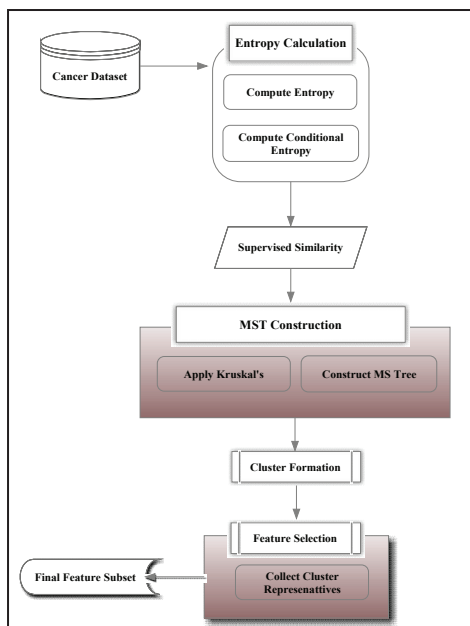 Cancer Dataset
Entropy Calculation
Compute Entropy
Compute Conditional
Entropy
Supervised Similarity
MST Construction
Apply Kruskal's
Construct MS Tree
Cluster Formation
Feature Selection
Collect Cluster
Represenattives
Final Feature Subset